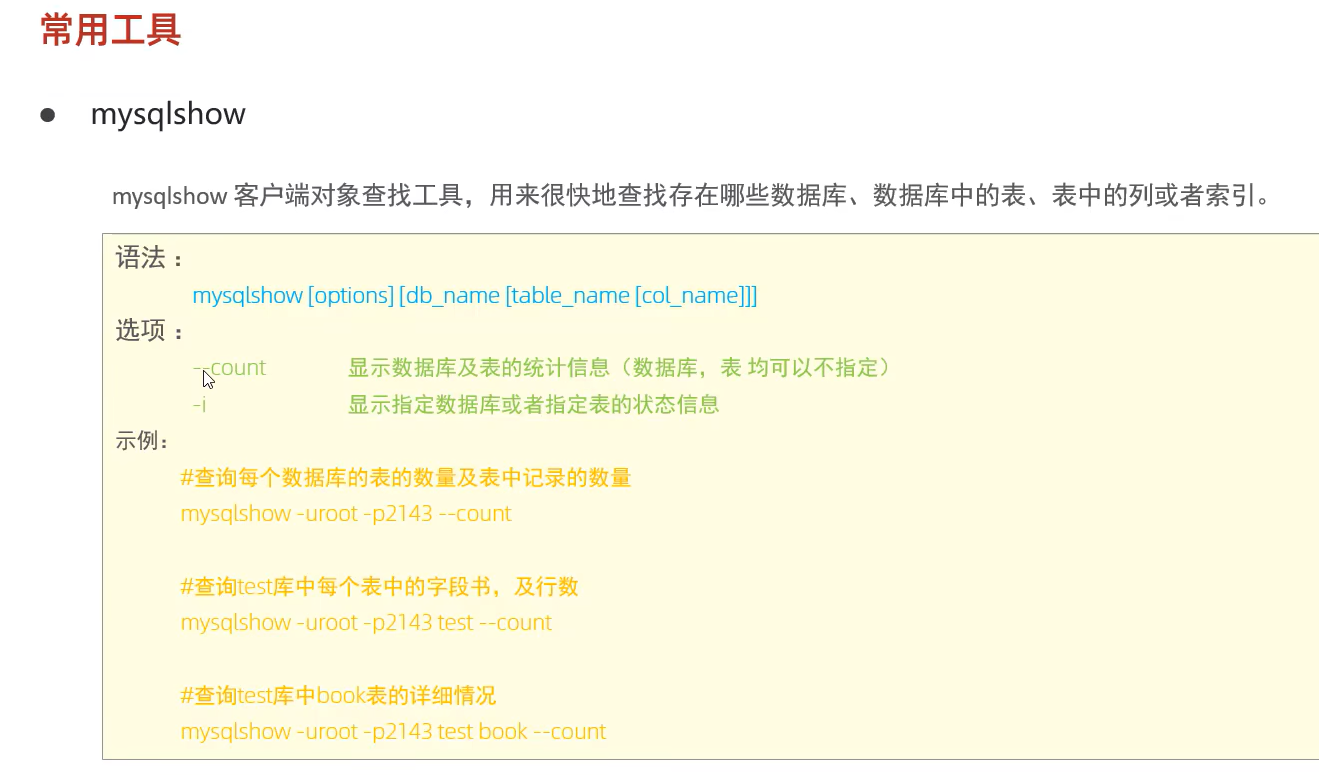 常用工具
● mysqlshow
mysqlshow 客户端对象查找工具，用来很快地查找存在哪些数据库、数据库中的表、表中的列或者索引。
语法 ：
mysqlshow [options] [db_name [table_name [col_name]]]
选项 ：
--count 显示数据库及表的统计信息（数据库，表 均可以不指定）
-i 显示指定数据库或者指定表的状态信息
示例：
#查询每个数据库的表的数量及表中记录的数量
mysqlshow -uroot -p2143 --count
#查询test库中每个表中的字段书，及行数
mysqlshow -uroot -p2143 test --count
#查询test库中book表的详细情况
mysqlshow -uroot -p2143 test book --count